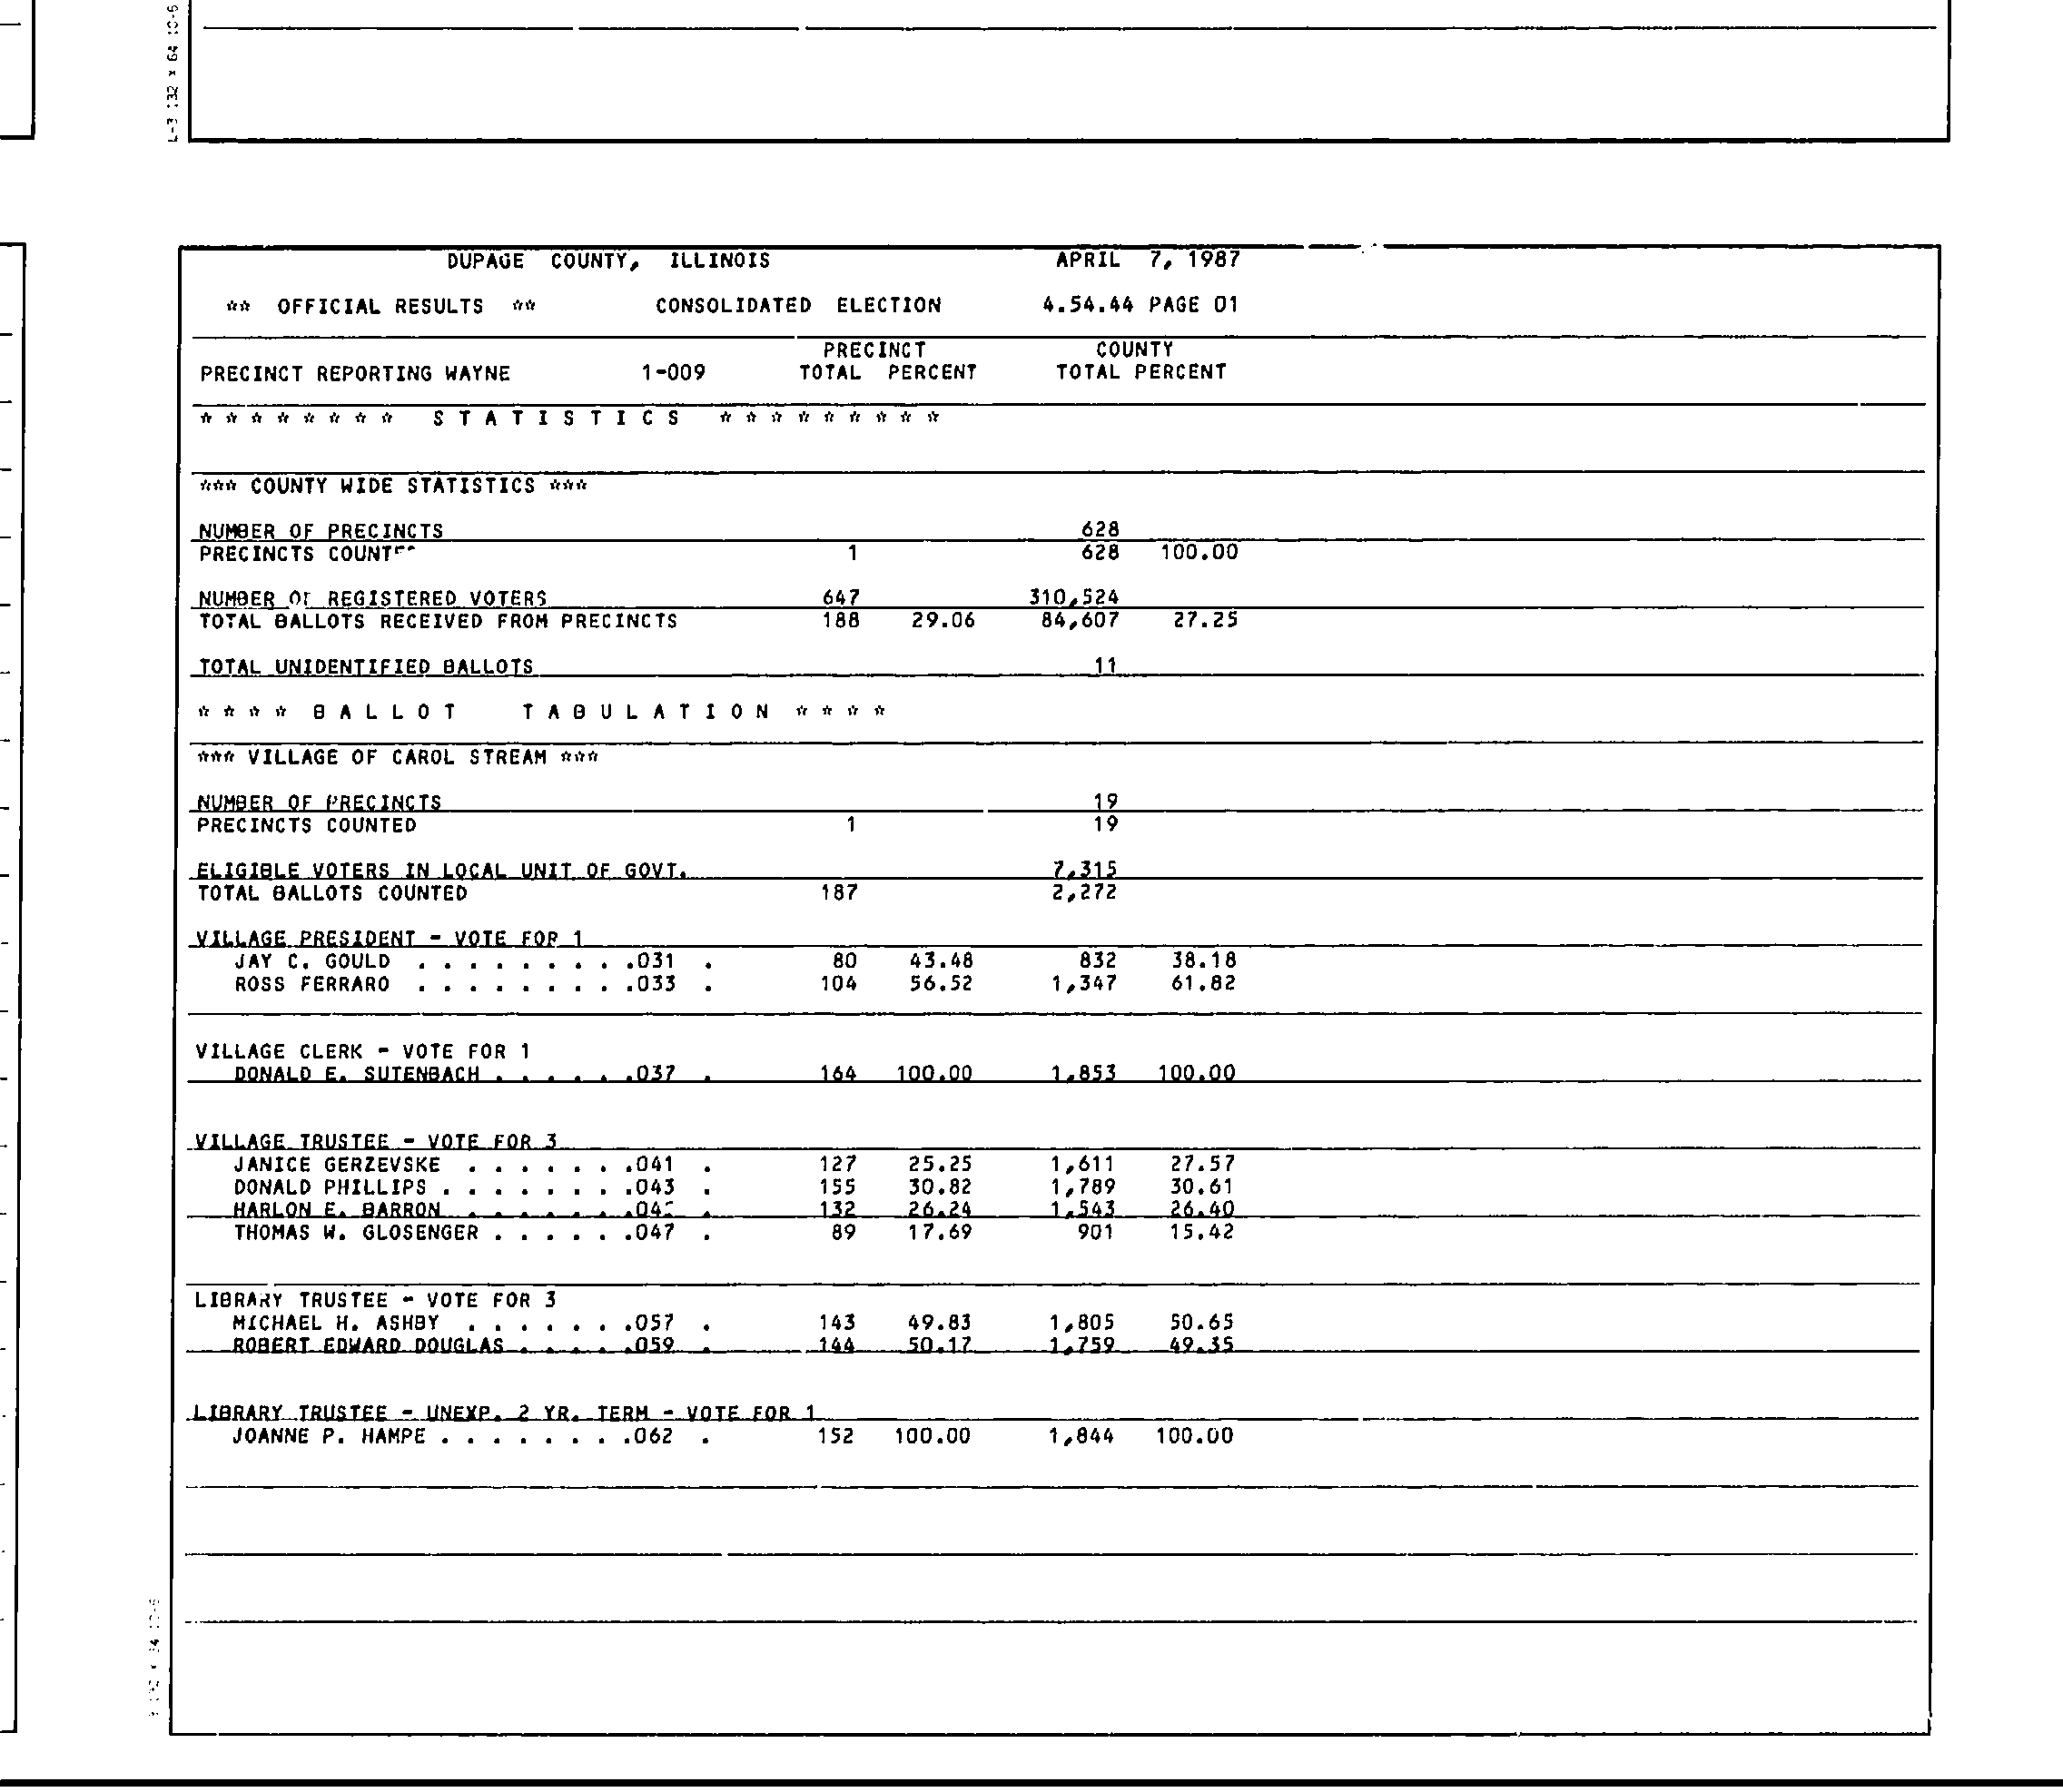 L-3 132 x 64 10-6
DUPAGE COUNTY, ILLINOIS APRIL 7, 1987
** OFFICIAL RESULTS ** CONSOLIDATED ELECTION 4.54.44 PAGE 01
PRECINCT COUNTY
PRECINCT REPORTING WAYNE 1-009 TOTAL PERCENT TOTAL PERCENT
* * * * * * * * S T A T I S T I C S * * * * * * * * *
*** COUNTY WIDE STATISTICS ***
NUMBER OF PRECINCTS 628
PRECINCTS 1 628 100.00
NUMBER OF REGISTERED VOTERS 647 310,524
TOTAL BALLOTS RECEIVED FROM PRECINCTS 188 29.06 84,607 27.25
TOTAL UNIDENTIFIED BALLOTS 11
* * * * B A L L O T T A B U L A T I O N * * * *
*** VILLAGE OF CAROL STREAM ***
NUMBER OF PRECINCTS 19
PRECINCTS COUNTED 1 19
ELIGIBLE VOTERS IN LOCAL UNIT OF GOVT. 7,315
TOTAL BALLOTS COUNTED 187 2,272
VILLAGE PRESIDENT - VOTE FOR 1
JAY C. GOULD . . . . . . . . .031 . 80 43.48 832 38.18
ROSS FERRARO . . . . . . . . .033 . 104 56.52 1,347 61.82
VILLAGE CLERK - VOTE FOR 1
DONALD E. SUTENBACH . . . . . .037 . 164 100.00 1,853 100.00
VILLAGE TRUSTEE - VOTE FOR 3
JANICE GERZEVSKE . . . . . . .041 . 127 25.25 1,611 27.57
DONALD PHILLIPS . . . . . . . .043 . 155 30.82 1,789 30.61
HARLON E. BARRON . . . . . . . 132 26.24 1,543 26.40
THOMAS W. GLOSENGER . . . . . .047 . 89 17.69 901 15.42
LIBRARY TRUSTEE - VOTE FOR 3
MICHAEL H. ASHBY . . . . . . .057 . 143 49.83 1,805 50.65
ROBERT EDWARD DOUGLAS . . . . .059 . 144 50.17 1,759 49.35
LIBRARY TRUSTEE - UNEXP. 2 YR. TERM - VOTE FOR 1
JOANNE P. HAMPE . . . . . . . .062 . 152 100.00 1,844 100.00